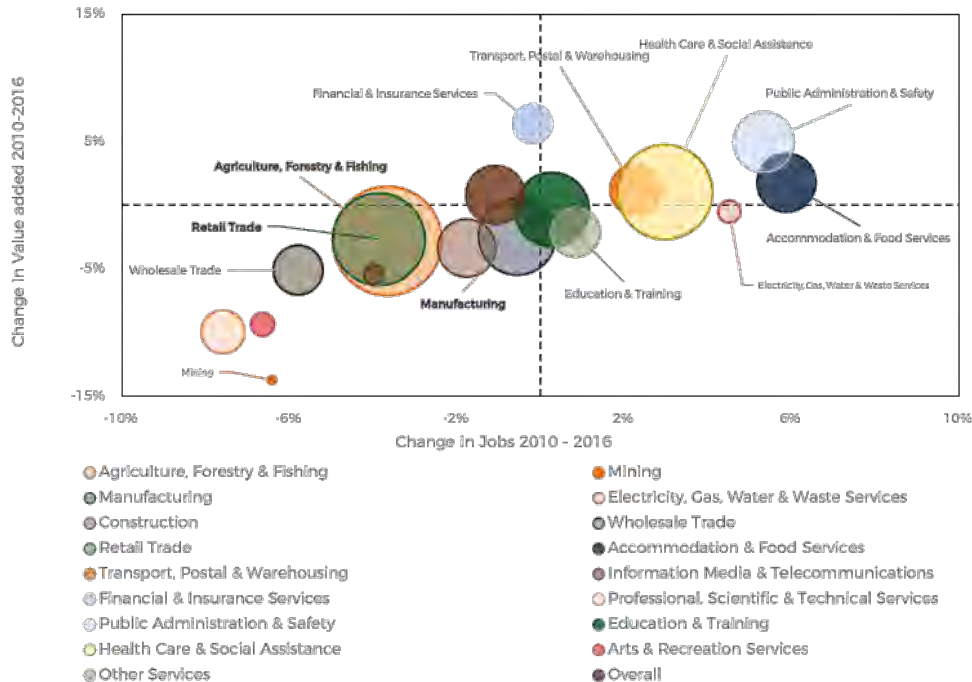 15%
Health Care & Social Assistance
Transport, Postal & Warehousing
Financial & Insurance Services
Public Administration & Safety
5%
Agriculture, Forestry & Fishing
Retail Trade
Wholesale Trade
Accommodation & Food Services
-5%
Electricity, Gas, Water & Waste Services
Education & Training
Manufacturing
Mining
-15%
Change in Value added 2010-2016
-10%
-6%
-2%
2%
6%
10%
Change in Jobs 2010 - 2016
Agriculture, Forestry & Fishing
Mining
Manufacturing
Electricity, Gas, Water & Waste Services
Construction
Wholesale Trade
Retail Trade
Accommodation & Food Services
Transport, Postal & Warehousing
Information Media & Telecommunications
Financial & Insurance Services
Professional, Scientific & Technical Services
Public Administration & Safety
Education & Training
Health Care & Social Assistance
Arts & Recreation Services
Other Services
Overall